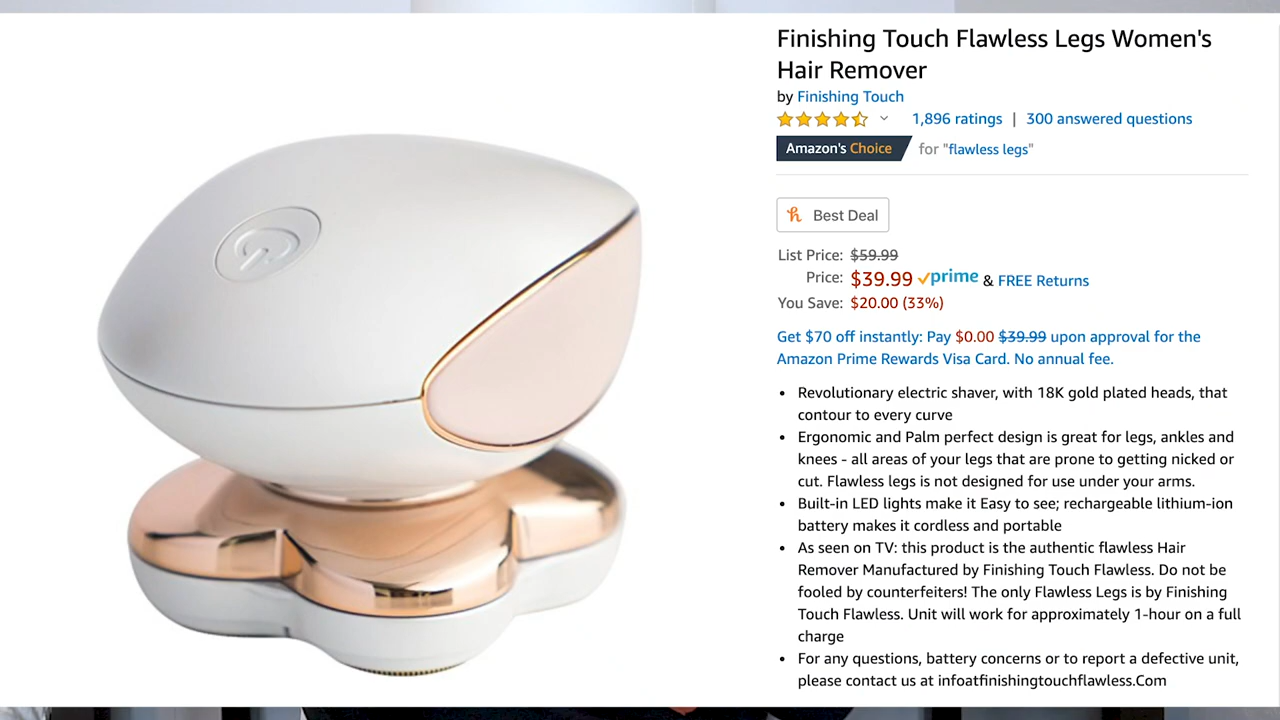 Finishing Touch Flawless Legs Women's
Hair Remover
by Finishing Touch
1,896 ratings | 300 answered questions
Amazon's Choice for "flawless legs"
Best Deal
List Price: $59.99
Price: $39.99 prime & FREE Returns
You Save: $20.00 (33%)
Get $70 off instantly: Pay $0.00 $39.99 upon approval for the
Amazon Prime Rewards Visa Card. No annual fee.
• Revolutionary electric shaver, with 18K gold plated heads, that
contour to every curve
• Ergonomic and Palm perfect design is great for legs, ankles and
knees - all areas of your legs that are prone to getting nicked or
cut. Flawless legs is not designed for use under your arms.
• Built-in LED lights make it Easy to see; rechargeable lithium-ion
battery makes it cordless and portable
• As seen on TV: this product is the authentic flawless Hair
Remover Manufactured by Finishing Touch Flawless. Do not be
fooled by counterfeiters! The only Flawless Legs is by Finishing
Touch Flawless. Unit will work for approximately 1-hour on a full
charge
• For any questions, battery concerns or to report a defective unit,
please contact us at infoatfinishingtouchflawless.Com